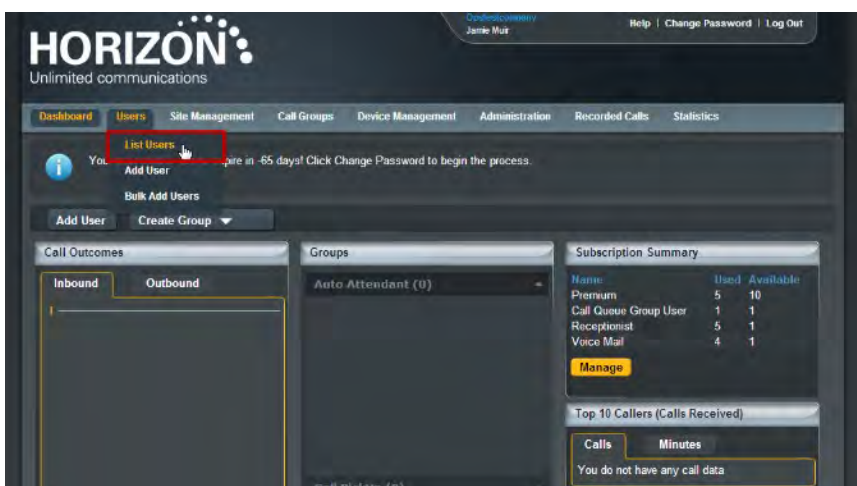 Jamie Muir
Help | Change Password | Log Out
HORIZON
Unlimited communications
Dashboard Users Site Management Call Groups Device Management Administration Recorded Calls Statistics
List Users
You pire in -65 days! Click Change Password to begin the process.
Add User
Bulk Add Users
Add User Create Group
Call Outcomes
Inbound Outbound
Groups
Auto Attendant (0)
Subscription Summary
Name Used Available
Premium 5 10
Call Queue Group User 1 1
Receptionist 5 1
Voice Mail 4 1
Manage
Top 10 Callers (Calls Received)
Calls Minutes
You do not have any call data